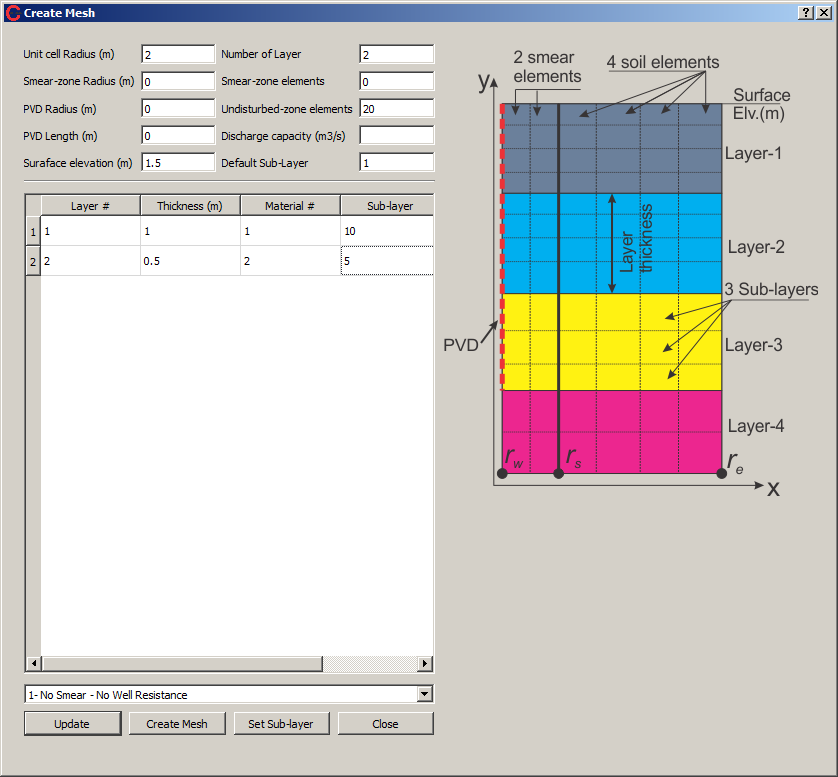 Create Mesh
Unit cell Radius (m) 2 Number of Layer 2
Smear-zone Radius (m) 0 Smear-zone elements 0
PVD Radius (m) 0 Undisturbed-zone elements 20
PVD Length (m) 0 Discharge capacity (m3/s)
Suraface elevation (m) 1.5 Default Sub-Layer 1
Layer # Thickness (m) Material # Sub-layer
1 1 1 1 10
2 2 0.5 2 5
1- No Smear - No Well Resistance
Update Create Mesh Set Sub-layer Close
y
2 smear
elements
4 soil elements
Surface
Elv.(m)
Layer-1
Layer
thickness
Layer-2
3 Sub-layers
PVD
Layer-3
Layer-4
rw rs re
x